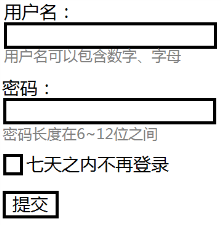 用户名：
用户名可以包含数字、字母
密码：
密码长度在6~12位之间
七天之内不再登录
提交